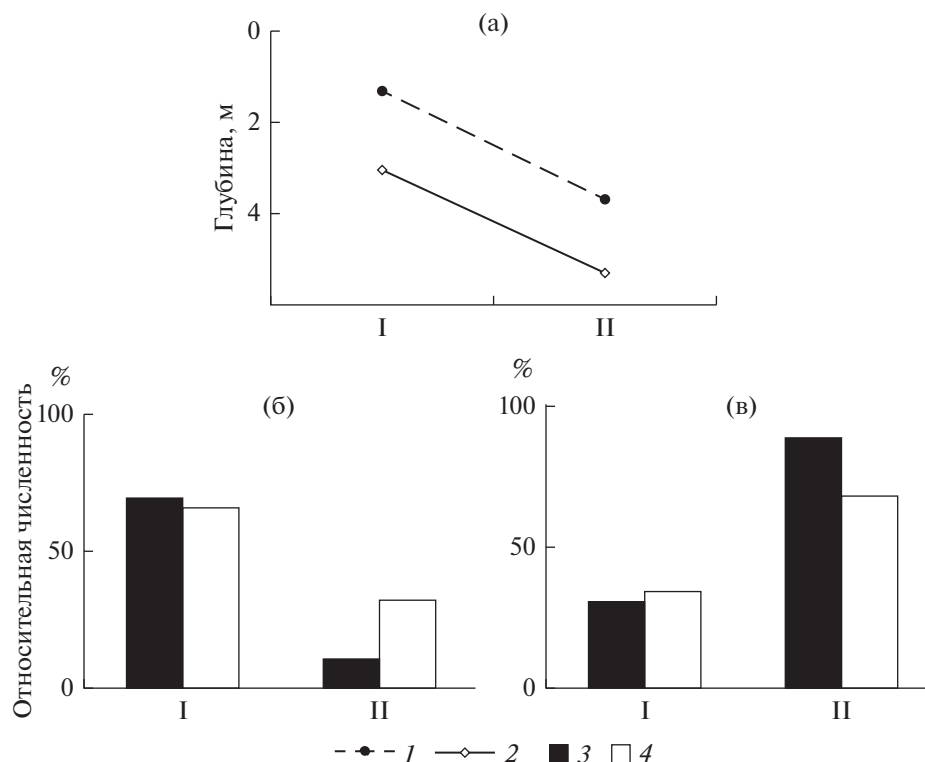 (а)
0
2
4
Глубина, м
I II
% %
100 (б) 100 (в)
50 50
0 0
Относительная численность
I II I II
1 2 3 4